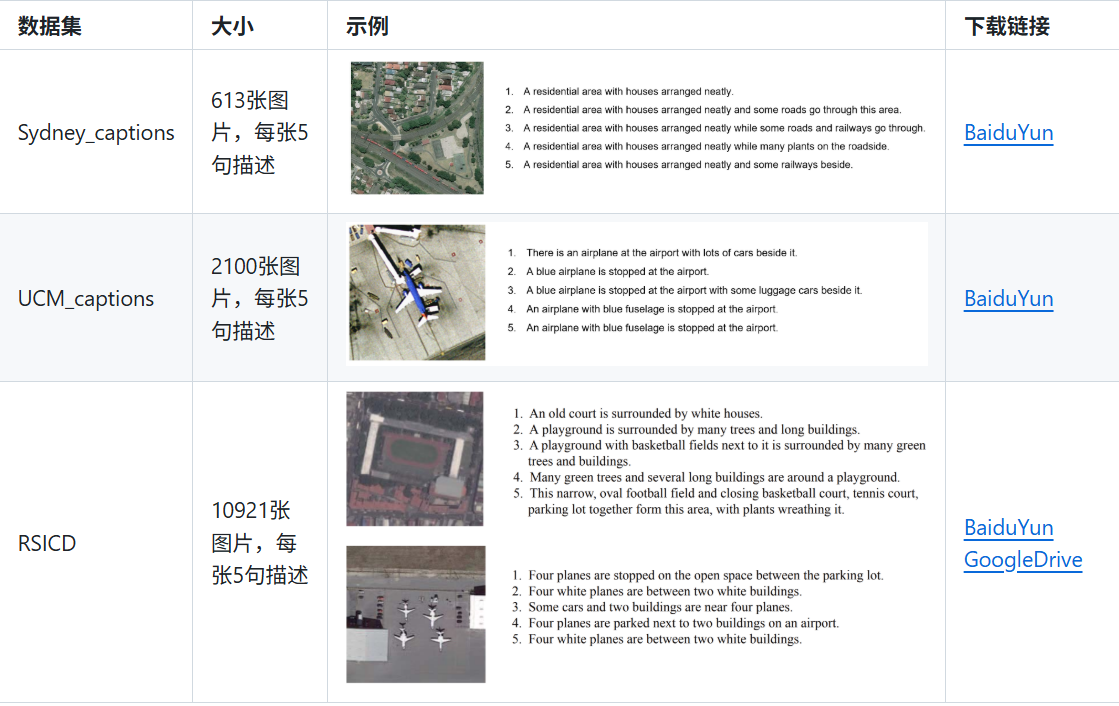 数据集 大小 示例 下载链接
Sydney_captions
613张图
片，每张5
句描述
1. A residential area with houses arranged neatly.
2. A residential area with houses arranged neatly and some roads go through this area.
3. A residential area with houses arranged neatly while some roads and railways go through.
4. A residential area with houses arranged neatly while many plants on the roadside.
5. A residential area with houses arranged neatly and some railways beside.
BaiduYun
UCM_captions
2100张图
片，每张5
句描述
1. There is an airplane at the airport with lots of cars beside it.
2. A blue airplane is stopped at the airport.
3. A blue airplane is stopped at the airport with some luggage cars beside it.
4. An airplane with blue fuselage is stopped at the airport.
5. An airplane with blue fuselage is stopped at the airport.
BaiduYun
RSICD
10921张
图片，每
张5句描述
1. An old court is surrounded by white houses.
2. A playground is surrounded by many trees and long buildings.
3. A playground with basketball fields next to it is surrounded by many green
trees and buildings.
4. Many green trees and several long buildings are around a playground.
5. This narrow, oval football field and closing basketball court, tennis court,
parking lot together form this area, with plants wreathing it.
1. Four planes are stopped on the open space between the parking lot.
2. Four white planes are between two white buildings.
3. Some cars and two buildings are near four planes.
4. Four planes are parked next to two buildings on an airport.
5. Four white planes are between two white buildings.
BaiduYun
GoogleDrive